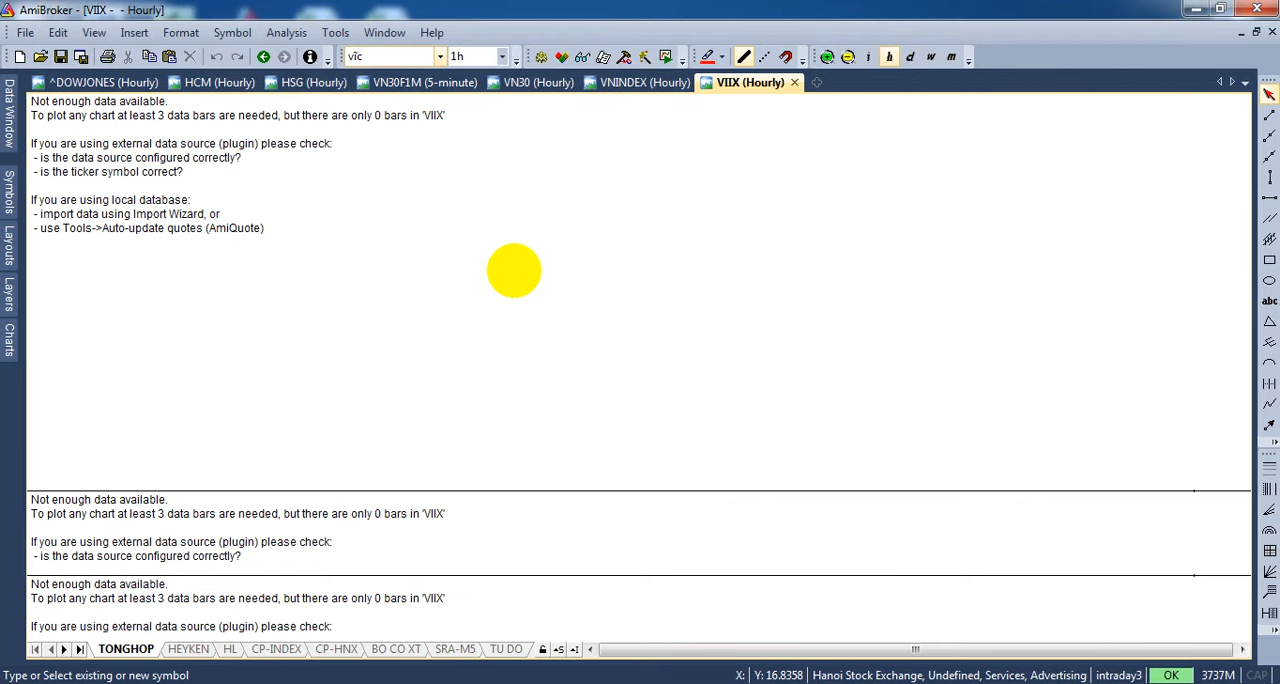 AmiBroker - [VIIX - - Hourly]
File Edit View Insert Format Symbol Analysis Tools Window Help
vĩc 1h i h d w m
^DOWJONES (Hourly) HCM (Hourly) HSG (Hourly) VN30F1M (5-minute) VN30 (Hourly) VNINDEX (Hourly) VIIX (Hourly)
Data Window
Symbols
Layouts
Layers
Charts
Not enough data available.
To plot any chart at least 3 data bars are needed, but there are only 0 bars in 'VIIX'
If you are using external data source (plugin) please check:
- is the data source configured correctly?
- is the ticker symbol correct?
If you are using local database:
- import data using Import Wizard, or
- use Tools->Auto-update quotes (AmiQuote)
abc
Not enough data available.
To plot any chart at least 3 data bars are needed, but there are only 0 bars in 'VIIX'
If you are using external data source (plugin) please check:
- is the data source configured correctly?
Not enough data available.
To plot any chart at least 3 data bars are needed, but there are only 0 bars in 'VIIX'
If you are using external data source (plugin) please check:
TONGHOP HEYKEN HL CP-INDEX CP-HNX BO CO XT SRA-M5 TU DO
Type or Select existing or new symbol X: Y: 16.8358 Hanoi Stock Exchange, Undefined, Services, Advertising intraday3 OK 3737M CAP